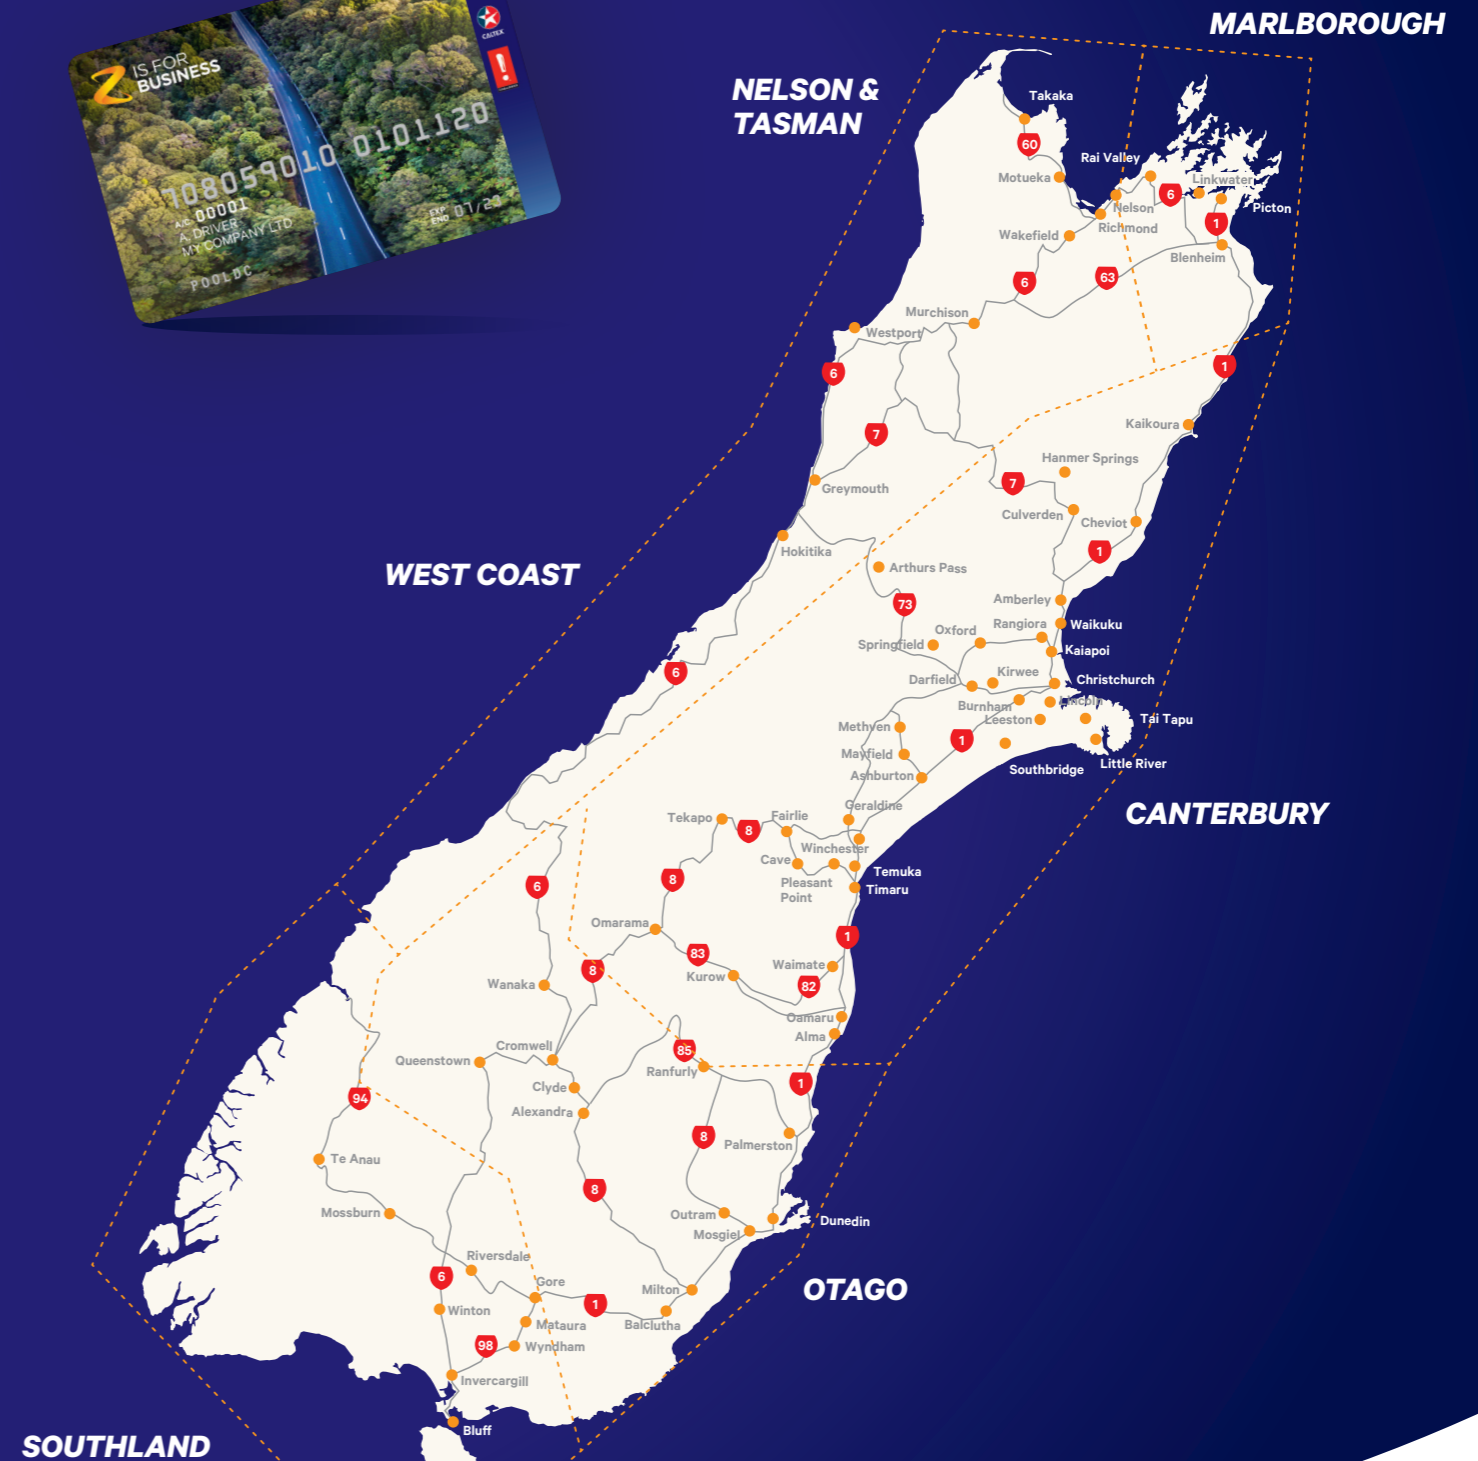 IS FOR
BUSINESS
CALTEX
708059010 0101120
A/C 00001
A. DRIVER
MY COMPANY LTD
EXP
END
POOLDC
MARLBOROUGH
NELSON &
TASMAN
Takaka
60
Rai Valley
Motueka
Linkwater
6
Nelson
Picton
Richmond
1
Wakefield
Blenheim
6
63
Murchison
Westport
6
1
Kaikoura
7
Hanmer Springs
7
Greymouth
Culverden
Cheviot
1
Hokitika
Arthurs Pass
WEST COAST
73
Amberley
Waikuku
Rangiora
Oxford
Springfield
Kaiapoi
6
Kirwee
Darfield
Christchurch
Lincoln
Burnham
Leeston
Tai Tapu
Methven
1
Mayfield
Little River
Southbridge
Ashburton
Geraldine
CANTERBURY
Tekapo
Fairlie
8
Winchester
Cave
Temuka
Pleasant
Point
Timaru
8
6
Omarama
1
83
Waimate
8
Kurow
82
Wanaka
Oamaru
Alma
Cromwell
85
Queenstown
Ranfurly
Clyde
1
94
Alexandra
8
Palmerston
Te Anau
8
Mossburn
Outram
Dunedin
Mosgiel
Riversdale
6
Gore
Milton
OTAGO
1
Winton
Mataura
Balclutha
98
Wyndham
Invercargill
Bluff
SOUTHLAND